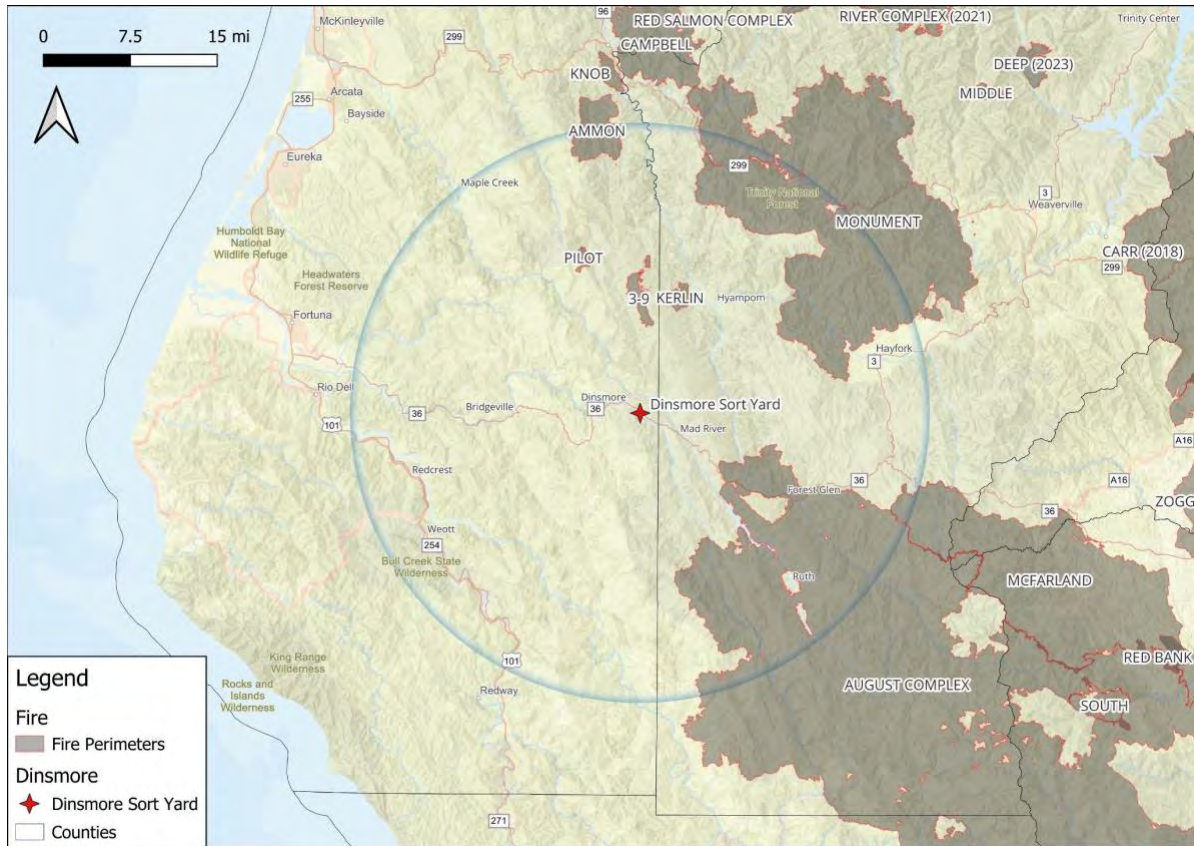 McKinleyville
299
96
RED SALMON COMPLEX
RIVER COMPLEX (2021)
Trinity Center
0 7.5 15 mi
CAMPBELL
DEEP (2023)
KNOB
MIDDLE
255
Arcata
Bayside
AMMON
Eureka
299
Maple Creek
Trinity National
Forest
3
Weaverville
MONUMENT
Humboldt Bay
National
Wildlife Refuge
PILOT
CARR (2018)
299
Headwaters
Forest Reserve
3-9
KERLIN
Hyampom
Fortuna
Hayfork
3
Rio Dell
Dinsmore
36
Dinsmore Sort Yard
Bridgeville
36
101
Mad River
A16
Redcrest
36
A16
Forest Glen
ZOGG
36
Weott
254
Bull Creek State
Wilderness
Ruth
MCFARLAND
King Range
Wilderness
101
RED BANK
Rocks and
Islands
Wilderness
Redway
AUGUST COMPLEX
SOUTH
271
Legend
Fire
Fire Perimeters
Dinsmore
Dinsmore Sort Yard
Counties